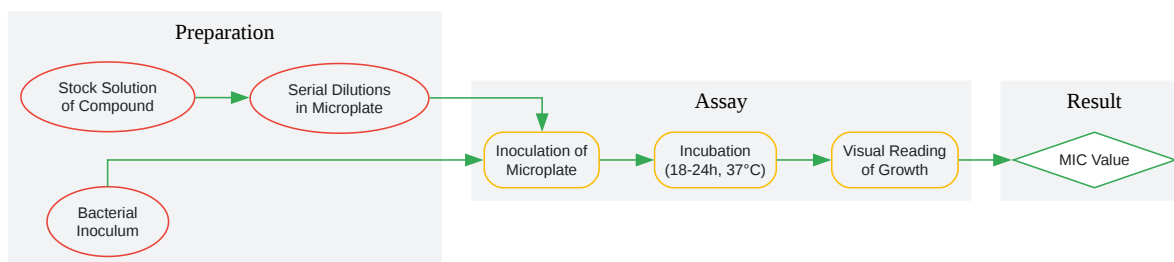 Preparation
Stock Solution
of Compound
Serial Dilutions
in Microplate
Bacterial
Inoculum
Assay
Inoculation of
Microplate
Incubation
(18-24h, 37°C)
Visual Reading
of Growth
Result
MIC Value